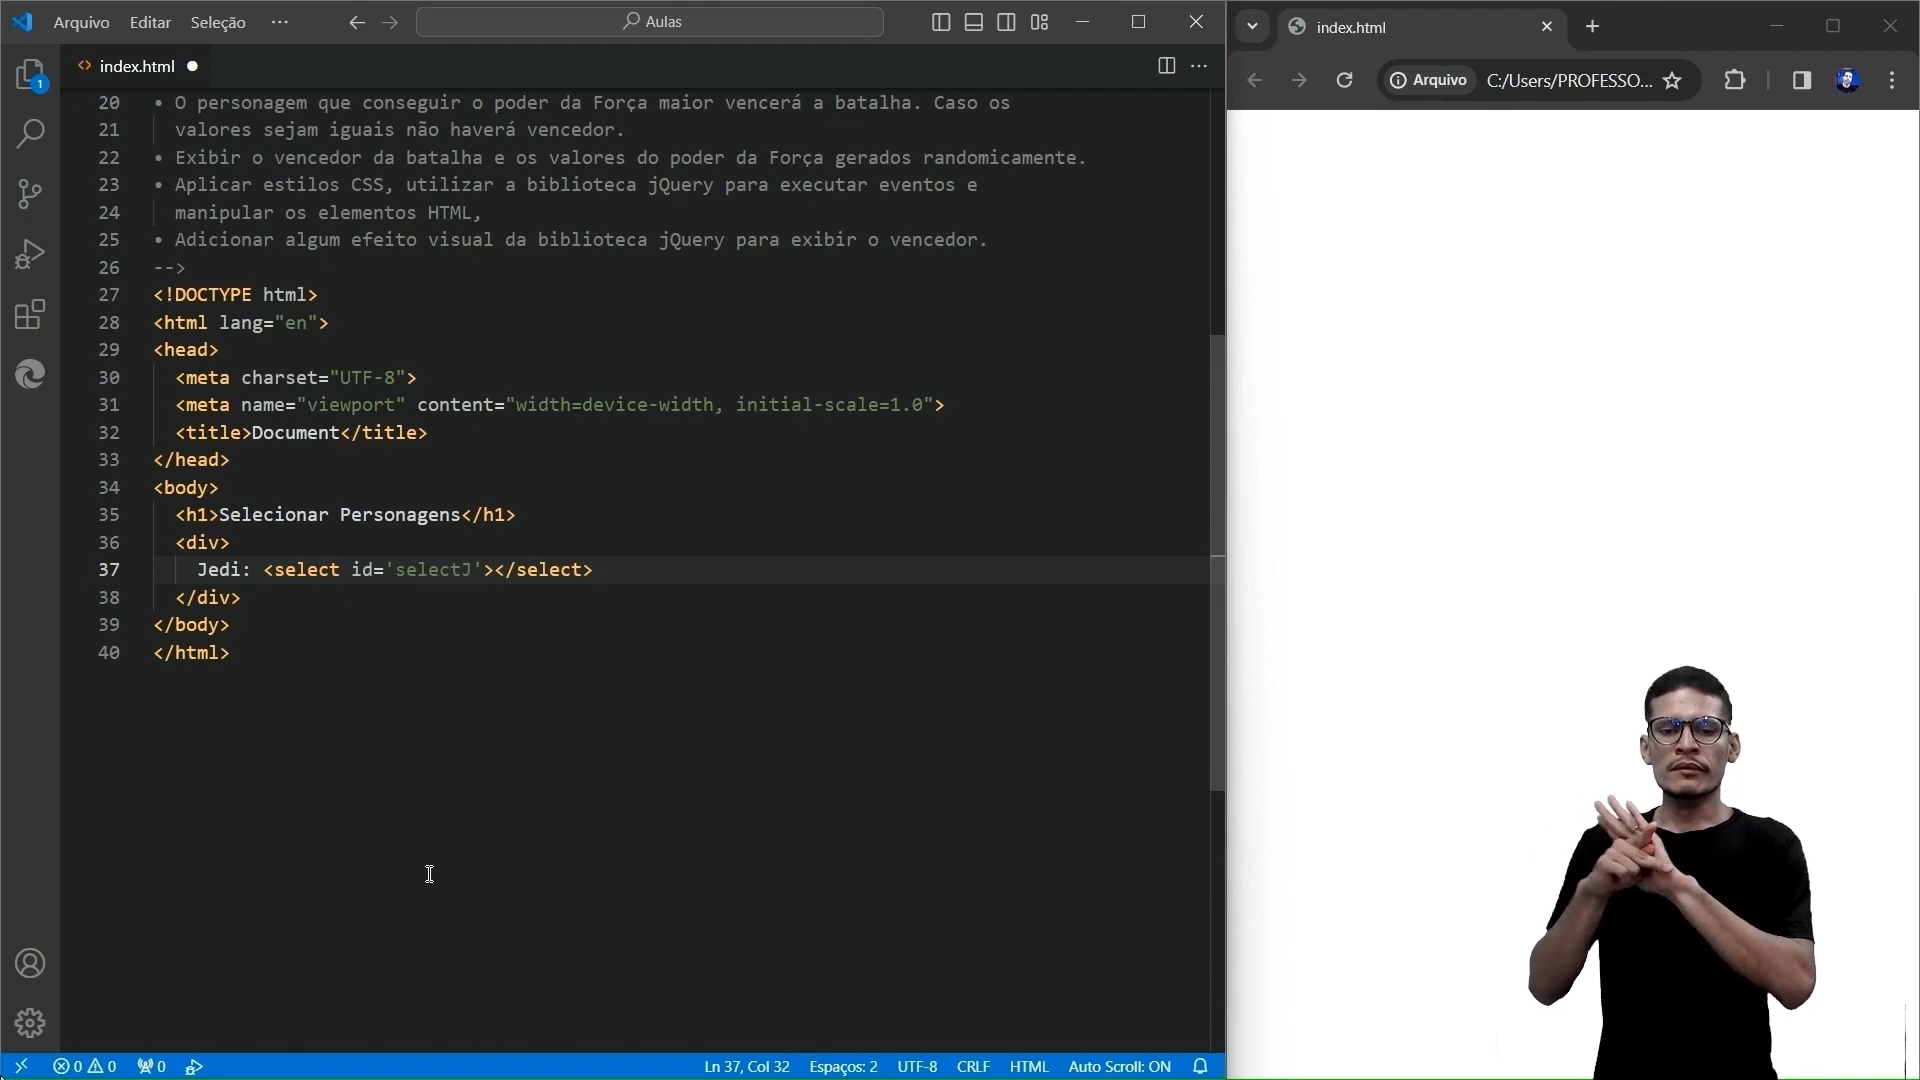 Arquivo Editar Seleção ··· Aulas
index.html
index.html
Arquivo C:/Users/PROFESSO...
1
20 • O personagem que conseguir o poder da Força maior vencerá a batalha. Caso os
21 valores sejam iguais não haverá vencedor.
22 • Exibir o vencedor da batalha e os valores do poder da Força gerados randomicamente.
23 • Aplicar estilos CSS, utilizar a biblioteca jQuery para executar eventos e
24 manipular os elementos HTML,
25 • Adicionar algum efeito visual da biblioteca jQuery para exibir o vencedor.
26 -->
27 <!DOCTYPE html>
28 <html lang="en">
29 <head>
30 <meta charset="UTF-8">
31 <meta name="viewport" content="width=device-width, initial-scale=1.0">
32 <title>Document</title>
33 </head>
34 <body>
35 <h1>Selecionar Personagens</h1>
36 <div>
37 Jedi: <select id='selectJ'></select>
38 </div>
39 </body>
40 </html>
0 0 0 Ln 37, Col 32 Espaços: 2 UTF-8 CRLF HTML Auto Scroll: ON